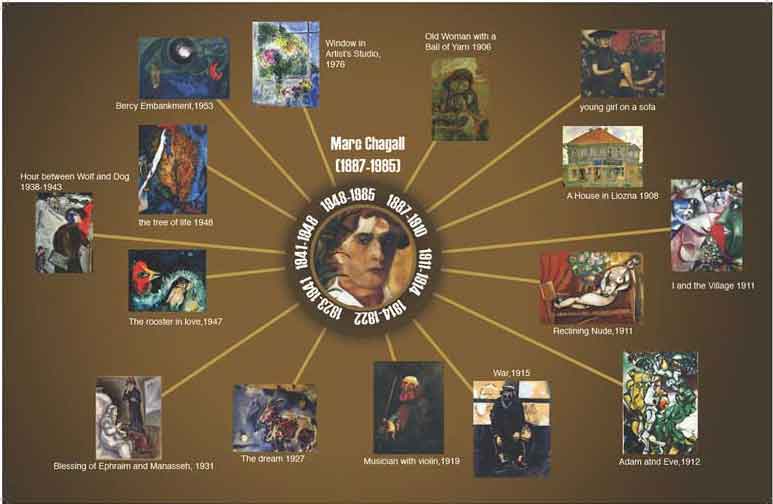 Marc Chagall
(1887-1985)
1948-1985
1887-1910
1911-1914
1914-1922
1923-1941
1941-1948
Window in
Artist's Studio,
1976
Old Woman with a
Ball of Yarn 1906
young girl on a sofa
A House in Liozna 1908
I and the Village 1911
Reclining Nude,1911
Adam atnd Eve,1912
War,1915
Musician with violin,1919
The dream 1927
Blessing of Ephraim and Manasseh, 1931
The rooster in love,1947
Hour between Wolf and Dog
1938-1943
the tree of life 1948
Bercy Embankment,1953